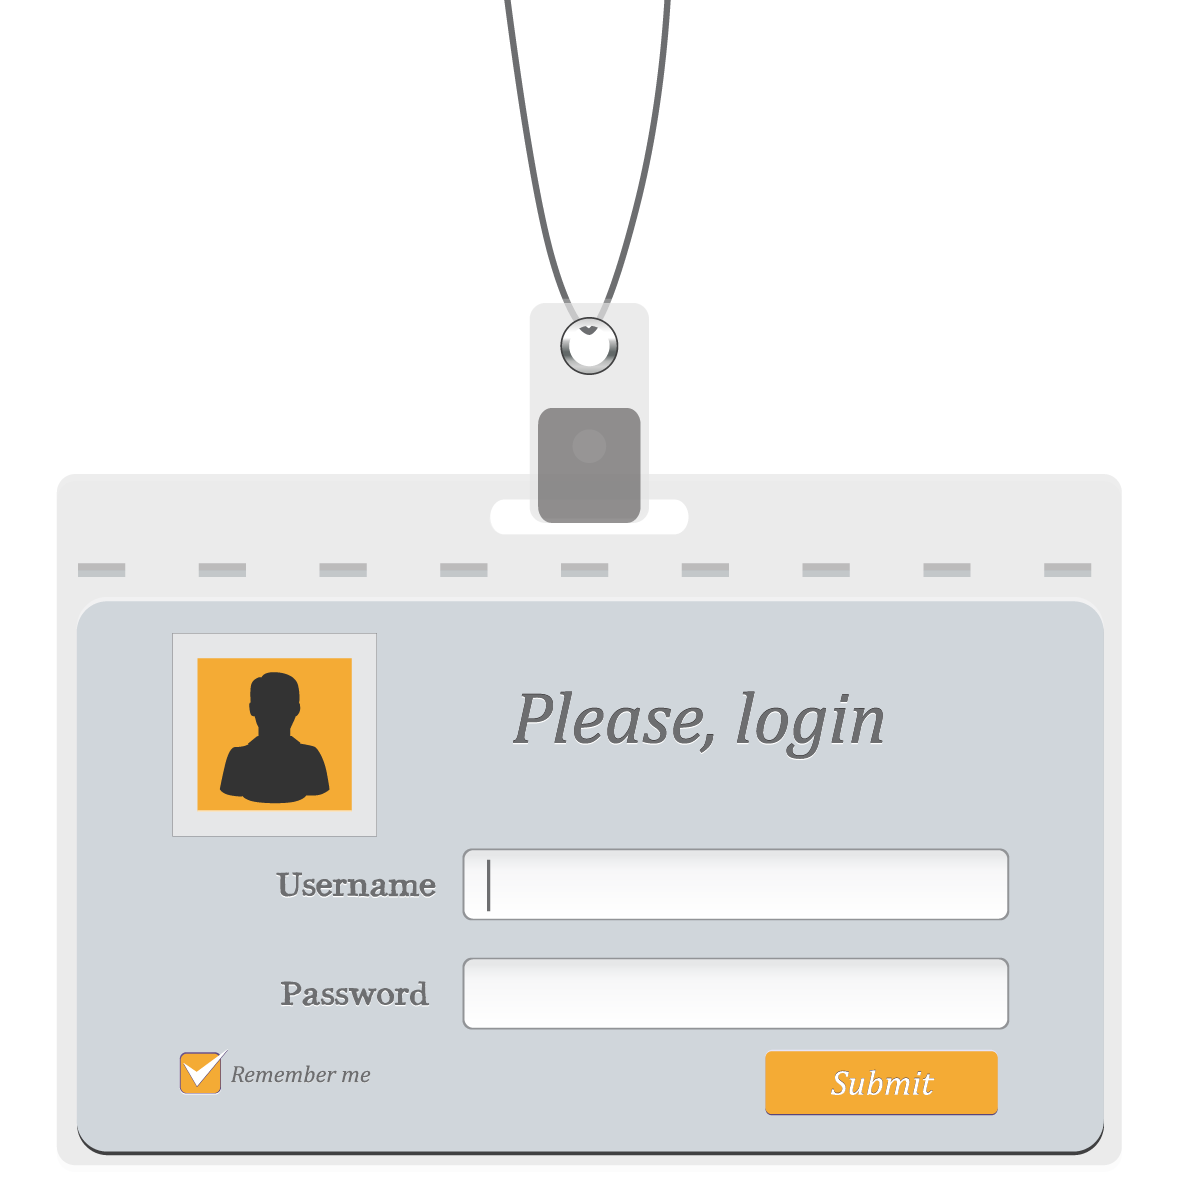 Please, login
Username
Password
Remember me
Submit